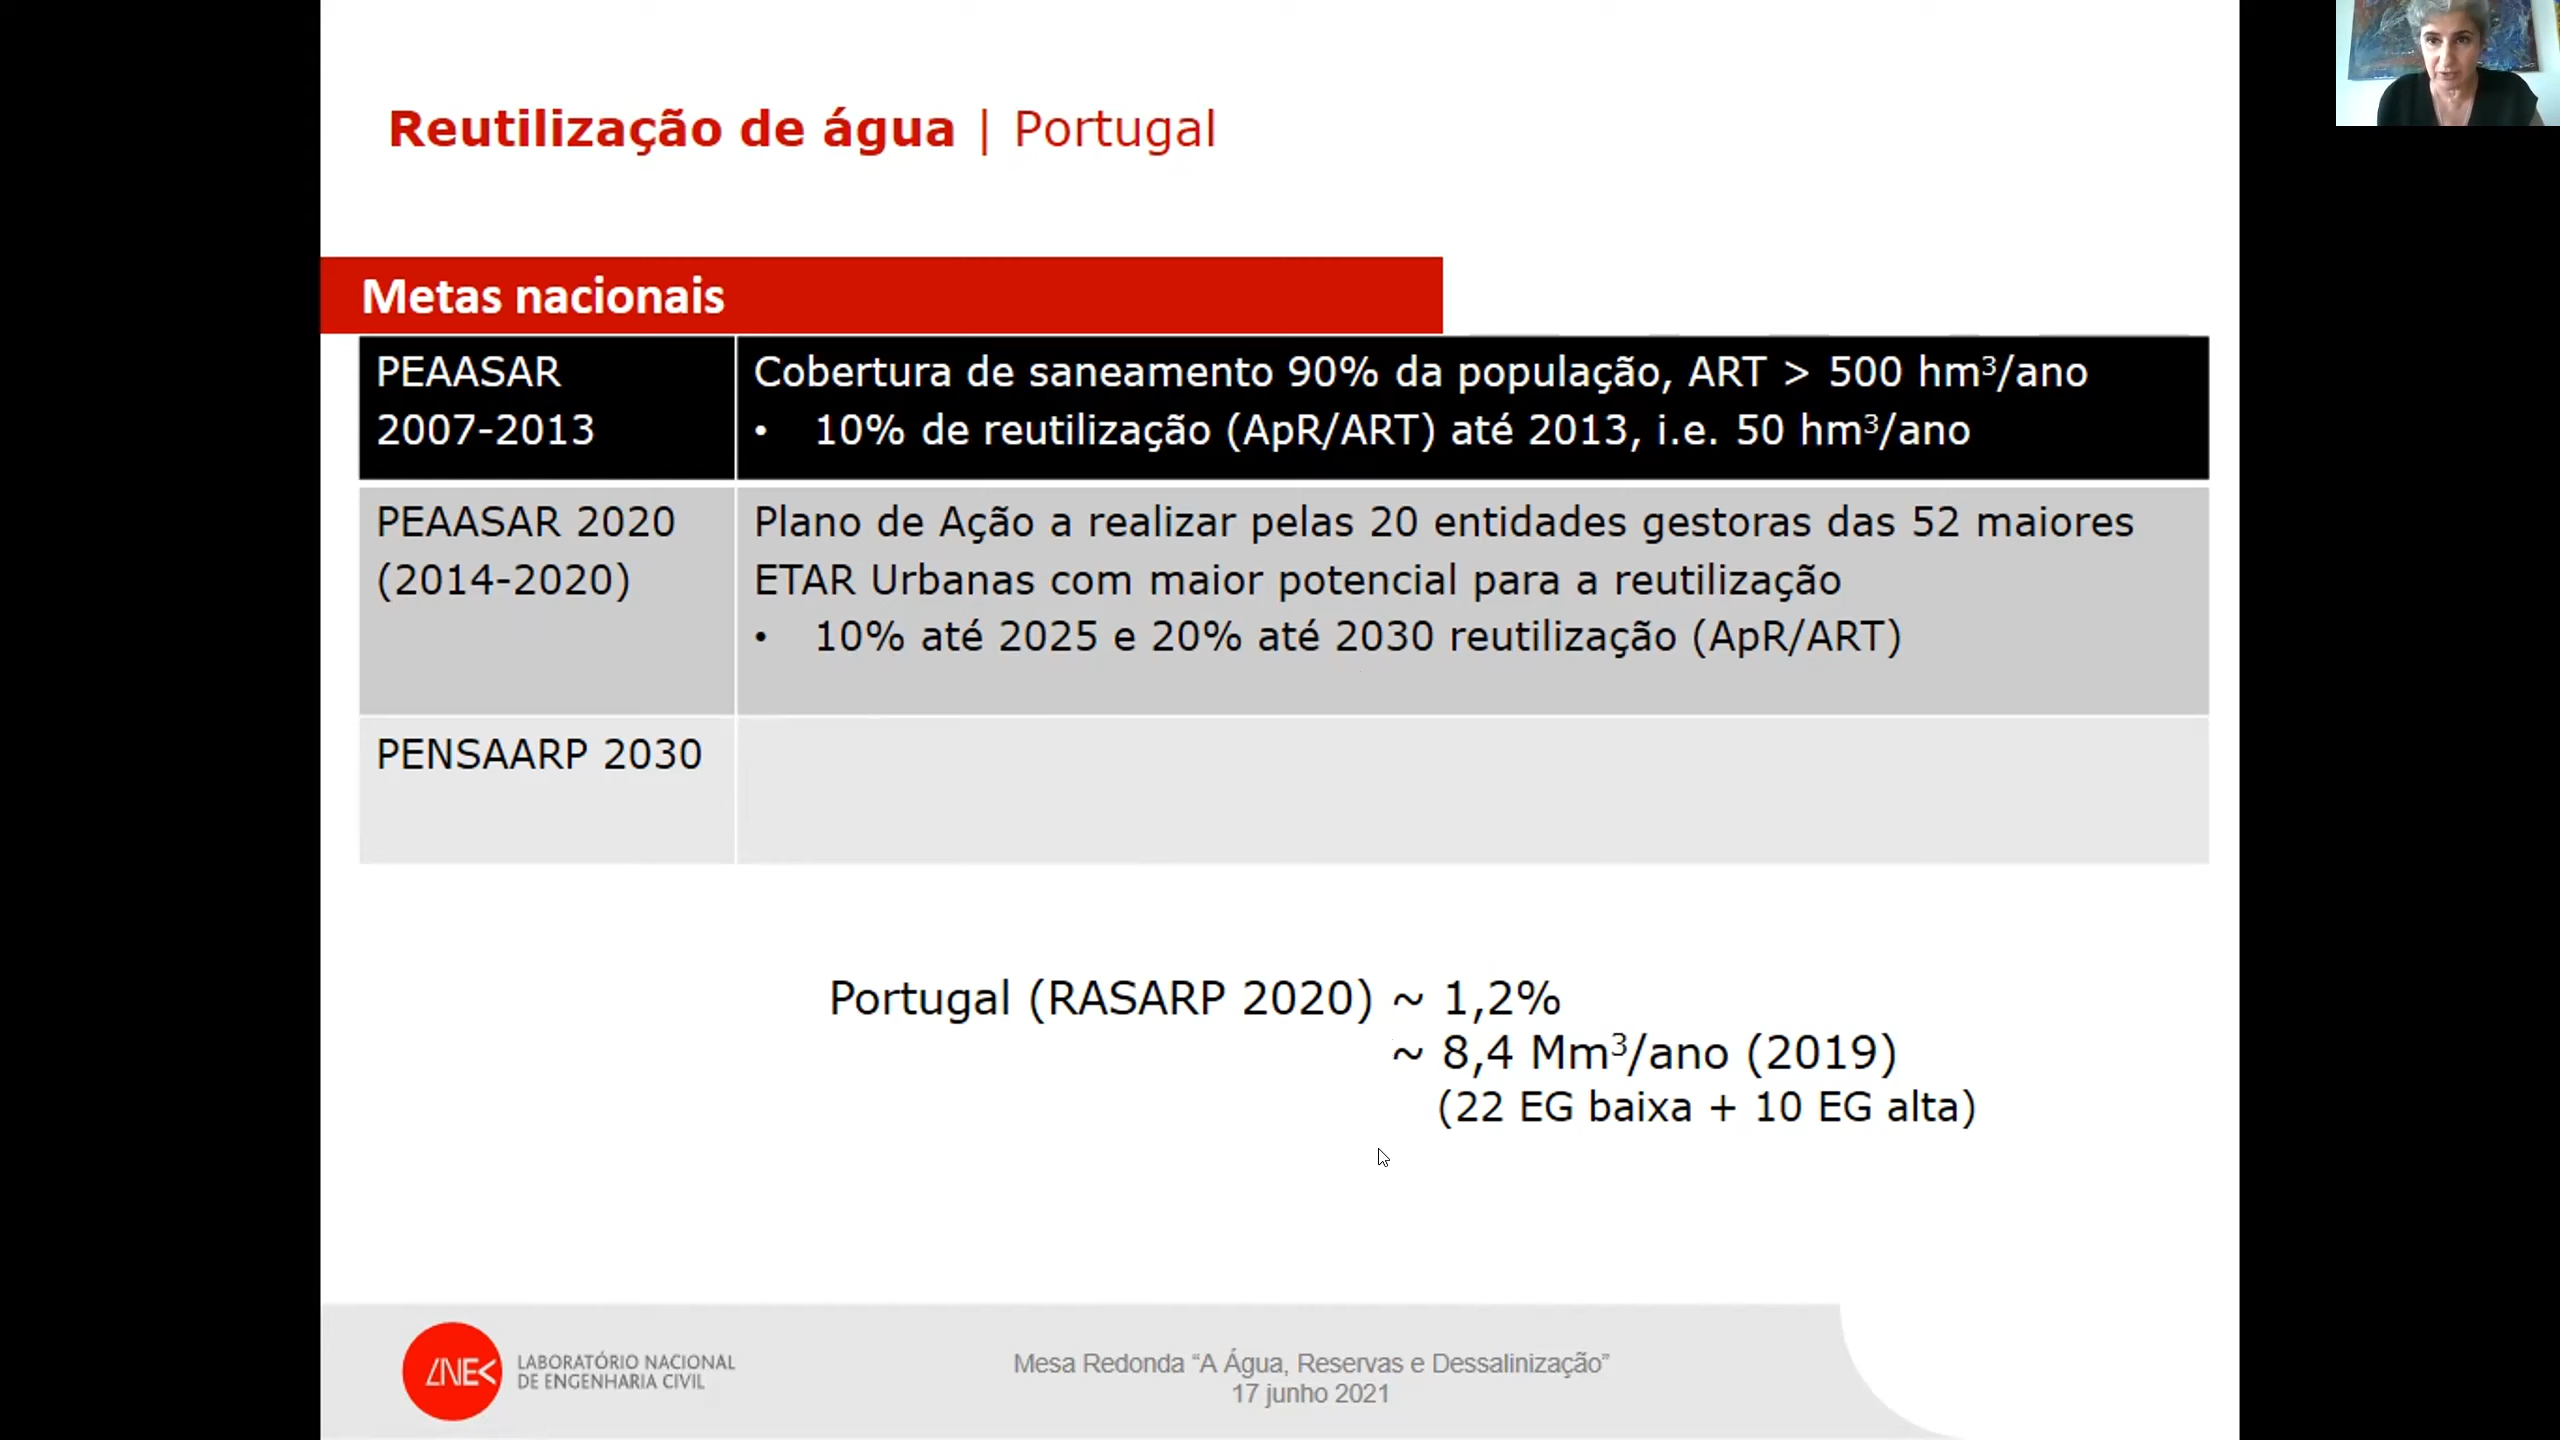 Reutilização de água | Portugal
Metas nacionais
PEAASAR
2007-2013
Cobertura de saneamento 90% da população, ART > 500 hm³/ano
• 10% de reutilização (ApR/ART) até 2013, i.e. 50 hm³/ano
PEAASAR 2020
(2014-2020)
Plano de Ação a realizar pelas 20 entidades gestoras das 52 maiores
ETAR Urbanas com maior potencial para a reutilização
• 10% até 2025 e 20% até 2030 reutilização (ApR/ART)
PENSAARP 2030
Portugal (RASARP 2020) ~ 1,2%
~ 8,4 Mm³/ano (2019)
(22 EG baixa + 10 EG alta)
LNEC
LABORATÓRIO NACIONAL
DE ENGENHARIA CIVIL
Mesa Redonda “A Água, Reservas e Dessalinização”
17 junho 2021